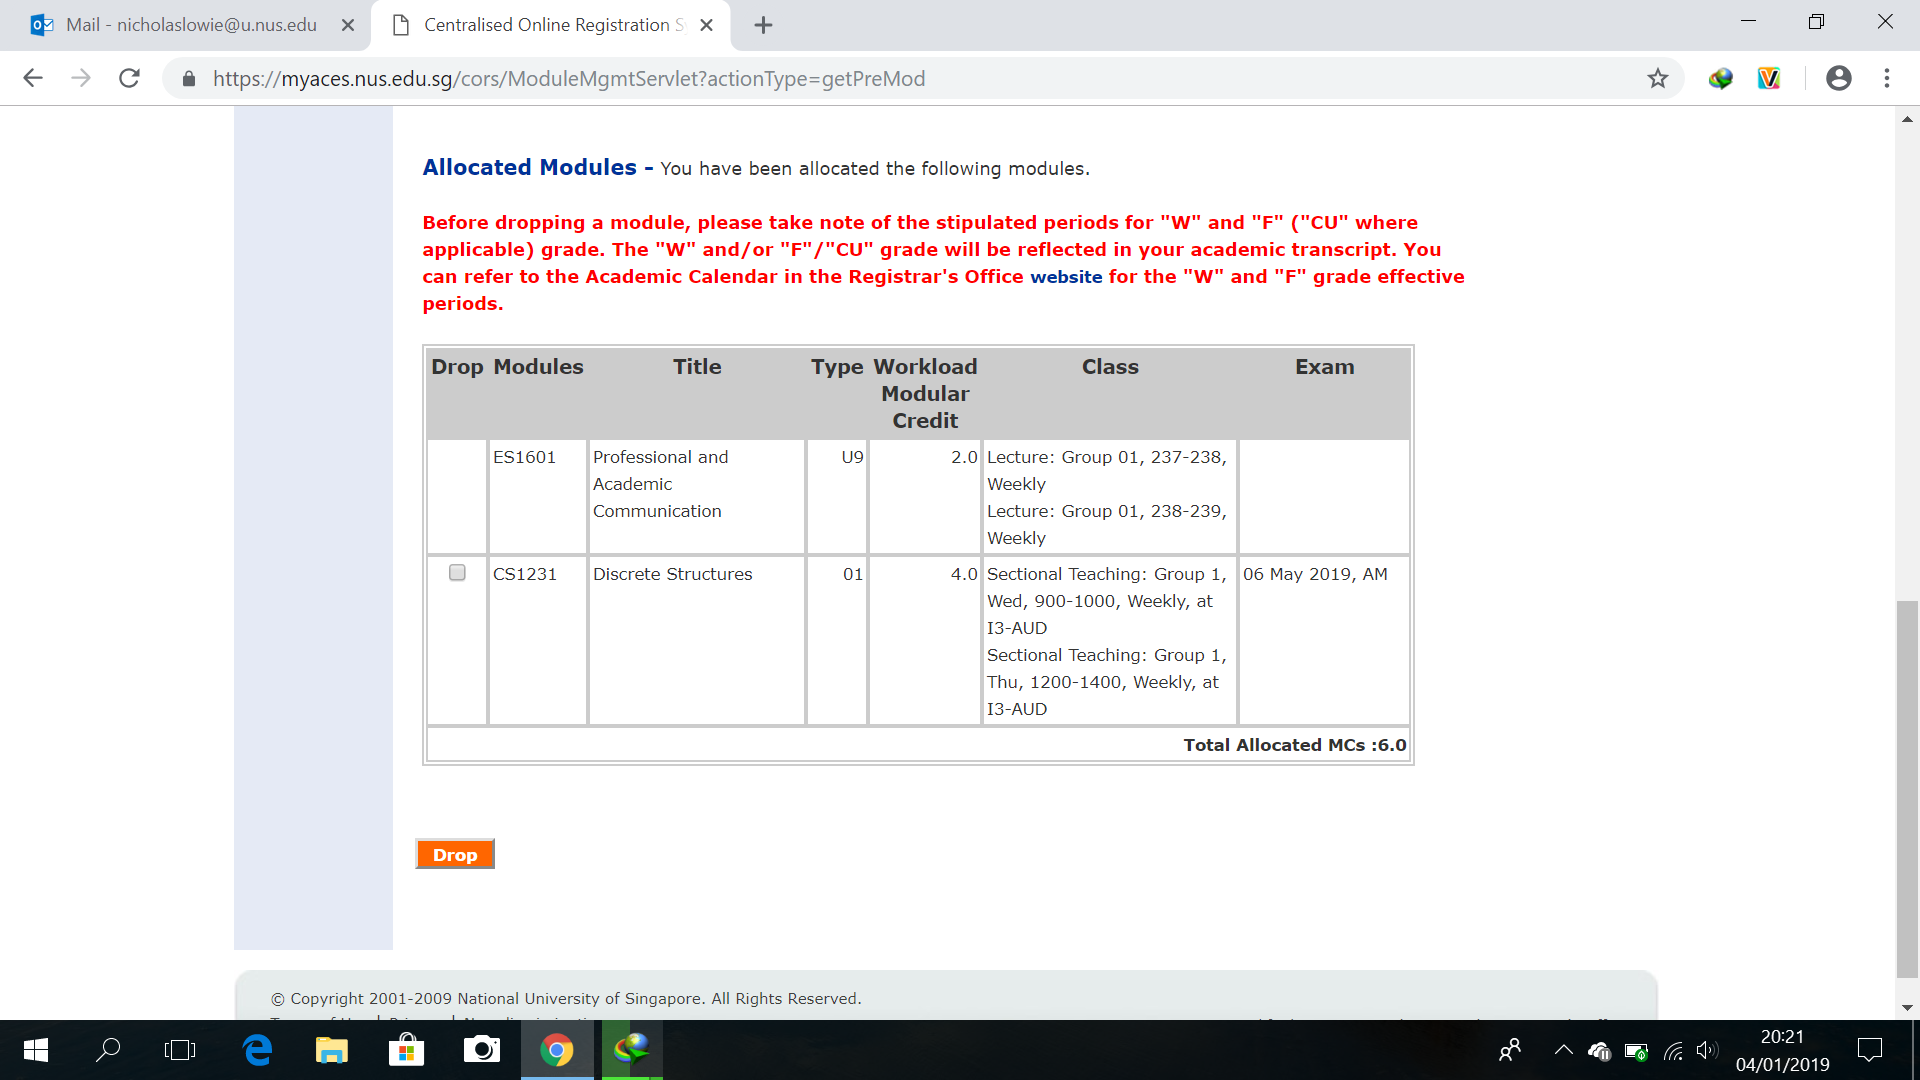 Mail - nicholaslowie@u.nus.edu
Centralised Online Registration S
https://myaces.nus.edu.sg/cors/ModuleMgmtServlet?actionType=getPreMod
Allocated Modules - You have been allocated the following modules.
Before dropping a module, please take note of the stipulated periods for "W" and "F" ("CU" where
applicable) grade. The "W" and/or "F"/"CU" grade will be reflected in your academic transcript. You
can refer to the Academic Calendar in the Registrar's Office website for the "W" and "F" grade effective
periods.
Drop Modules Title Type Workload Modular Credit Class Exam
ES1601 Professional and Academic Communication U9 2.0 Lecture: Group 01, 237-238, Weekly
Lecture: Group 01, 238-239, Weekly
CS1231 Discrete Structures 01 4.0 Sectional Teaching: Group 1, Wed, 900-1000, Weekly, at I3-AUD
Sectional Teaching: Group 1, Thu, 1200-1400, Weekly, at I3-AUD
06 May 2019, AM
Total Allocated MCs :6.0
Drop
© Copyright 2001-2009 National University of Singapore. All Rights Reserved.
20:21
04/01/2019